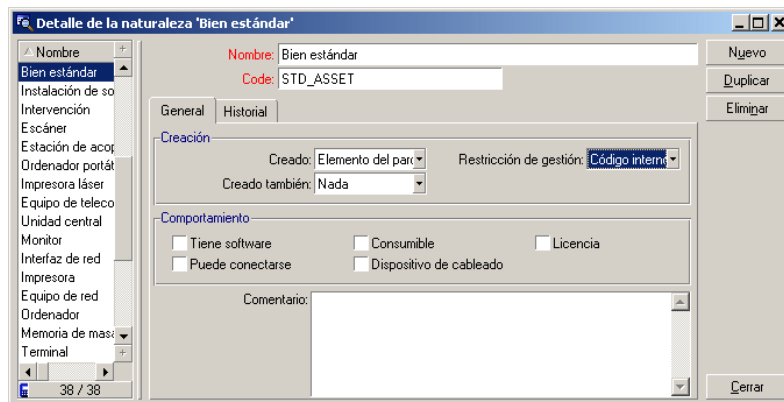 Detalle de la naturaleza 'Bien estándar'
Nombre
Bien estándar
Instalación de so
Intervención
Escáner
Estación de acop
Ordenador portát
Impresora láser
Equipo de teleco
Unidad central
Monitor
Interfaz de red
Impresora
Equipo de red
Ordenador
Memoria de masa
Terminal
38 / 38
Nombre: Bien estándar
Code: STD_ASSET
General Historial
Creación
Creado: Elemento del parq Restricción de gestión: Código interno
Creado también: Nada
Comportamiento
Tiene software Consumible Licencia
Puede conectarse Dispositivo de cableado
Comentario:
Nuevo
Duplicar
Eliminar
Cerrar